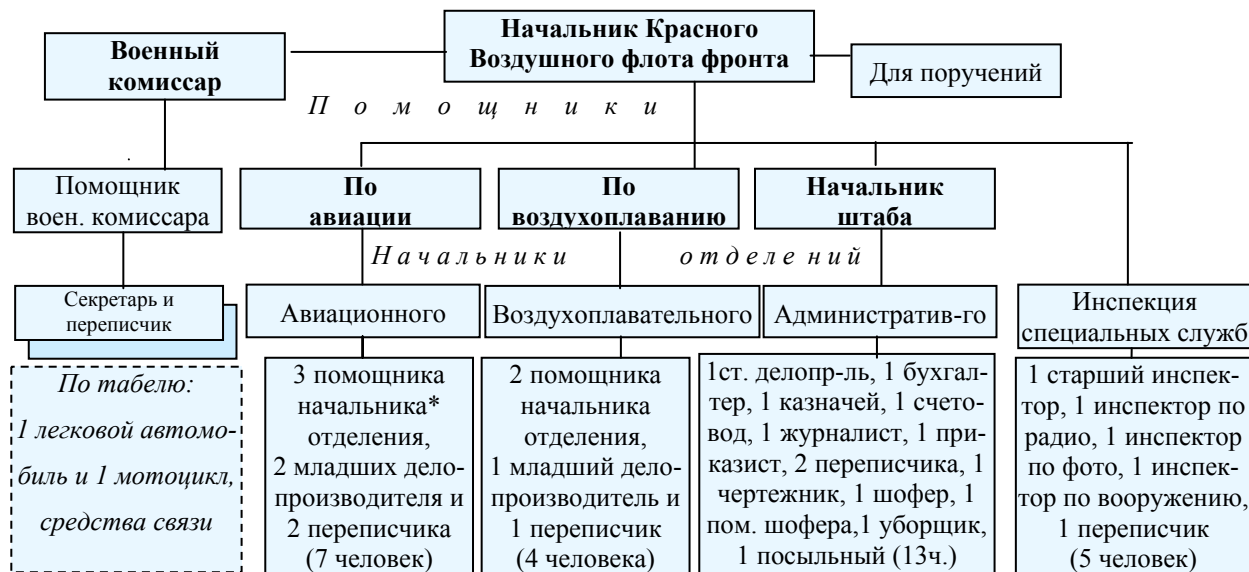 Начальник Красного
Воздушного флота фронта
Военный
комиссар
Для поручений
П о м о щ н и к и
Помощник
воен. комиссара
По
авиации
По
воздухоплаванию
Начальник
штаба
Н а ч а л ь н и к и о т д е л е н и й
Секретарь и
переписчик
Авиационного
Воздухоплавательного
Административ-го
Инспекция
специальных служб
По табелю:
1 легковой автомо-
биль и 1 мотоцикл,
средства связи
3 помощника
начальника*
отделения,
2 младших дело-
производителя и
2 переписчика
(7 человек)
2 помощника
начальника
отделения,
1 младший дело-
производитель и
1 переписчик
(4 человека)
1ст. делопр-ль, 1 бухгал-
тер, 1 казначей, 1 счето-
вод, 1 журналист, 1 при-
казист, 2 переписчика, 1
чертежник, 1 шофер, 1
пом. шофера,1 уборщик,
1 посыльный (13ч.)
1 старший инспек-
тор, 1 инспектор по
радио, 1 инспектор
по фото, 1 инспек-
тор по вооружению,
1 переписчик
(5 человек)